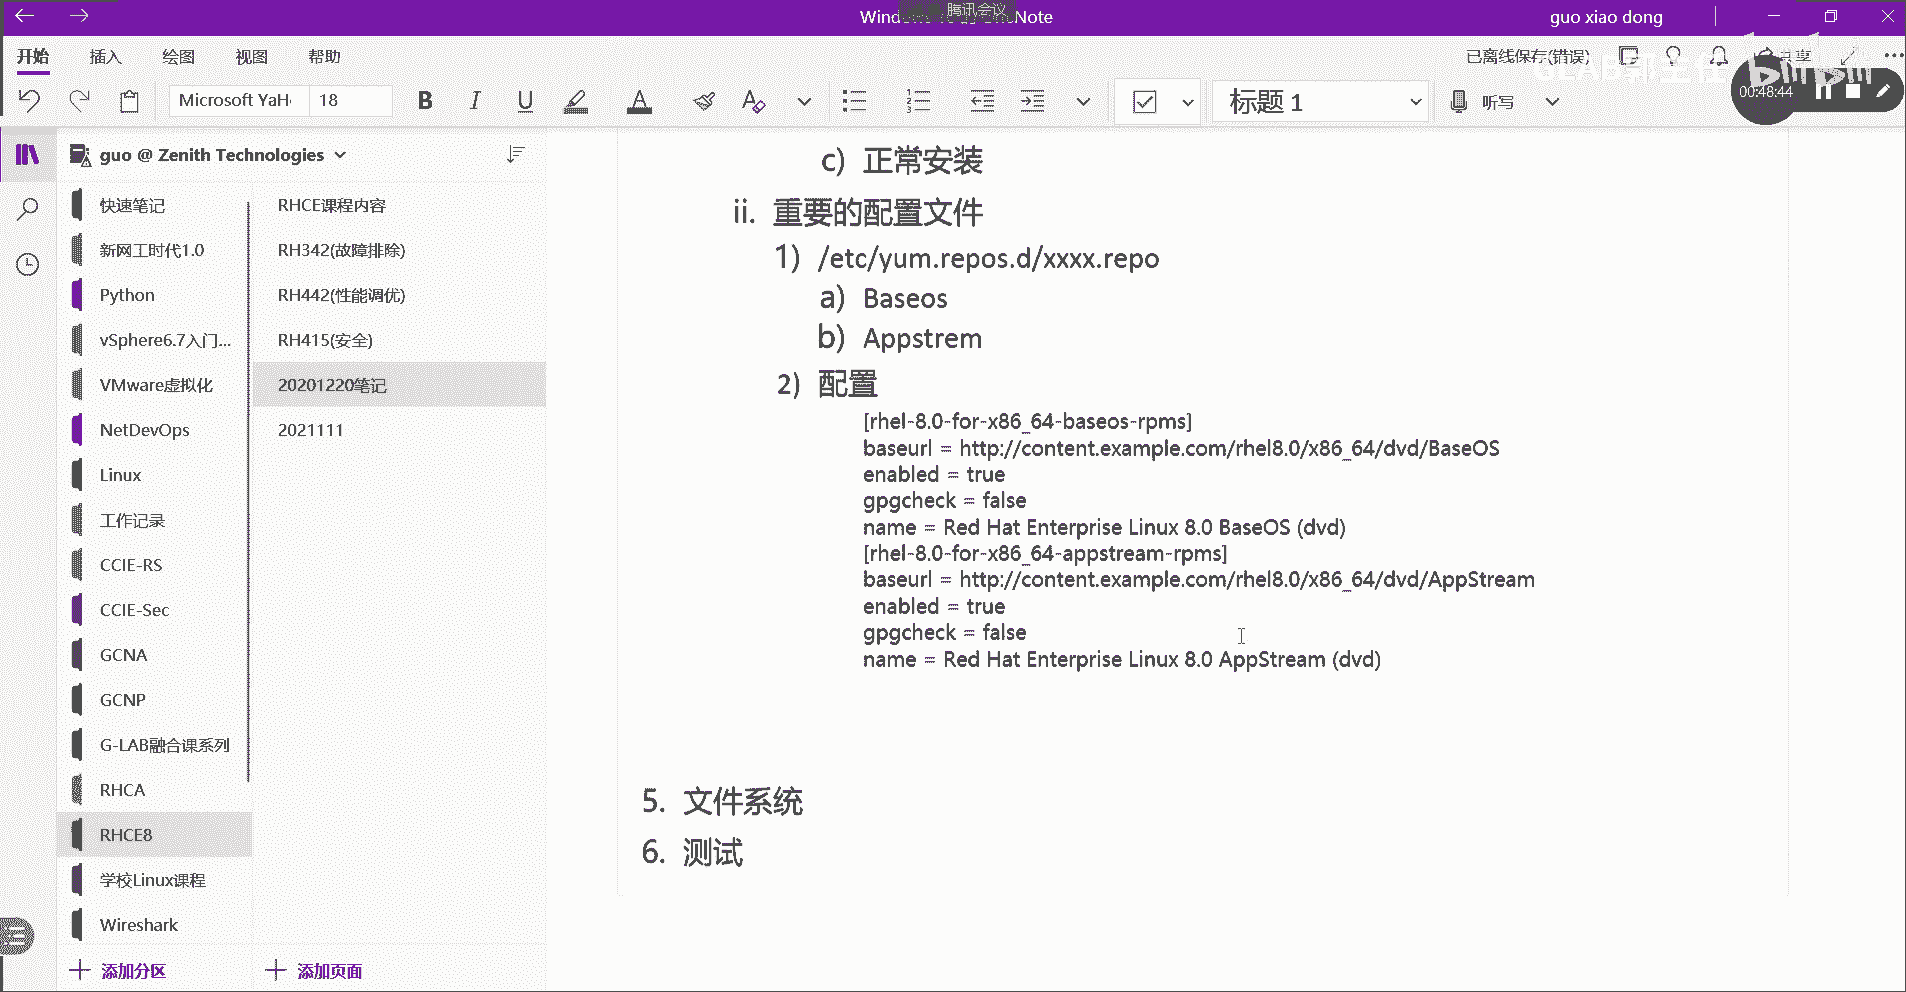 腾讯会议
Note
guo xiao dong
开始
插入
绘图
视图
帮助
已离线保存(错误)
共享
GLAB郭主任
bilibili
00:48:44
Microsoft YaH
18
B
I
U
A
A
标题 1
听写
guo @ Zenith Technologies
快速笔记
新网工时代1.0
Python
vSphere6.7入门...
VMware虚拟化
NetDevOps
Linux
工作记录
CCIE-RS
CCIE-Sec
GCNA
GCNP
G-LAB融合课系列
RHCA
RHCE8
学校Linux课程
Wireshark
添加分区
RHCE课程内容
RH342(故障排除)
RH442(性能调优)
RH415(安全)
20201220笔记
2021111
添加页面
c) 正常安装
ii. 重要的配置文件
1) /etc/yum.repos.d/xxxx.repo
a) Baseos
b) Appstrem
2) 配置
[rhel-8.0-for-x86_64-baseos-rpms]
baseurl = http://content.example.com/rhel8.0/x86_64/dvd/BaseOS
enabled = true
gpgcheck = false
name = Red Hat Enterprise Linux 8.0 BaseOS (dvd)
[rhel-8.0-for-x86_64-appstream-rpms]
baseurl = http://content.example.com/rhel8.0/x86_64/dvd/AppStream
enabled = true
gpgcheck = false
name = Red Hat Enterprise Linux 8.0 AppStream (dvd)
5. 文件系统
6. 测试